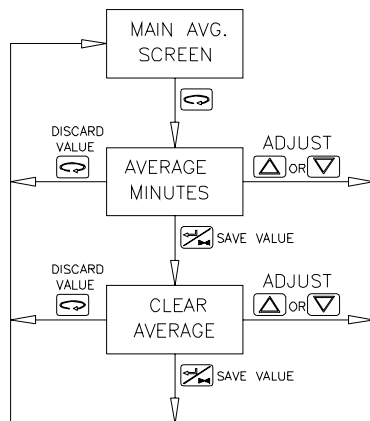 MAIN AVG.
SCREEN
DISCARD
VALUE
ADJUST
OR
AVERAGE
MINUTES
SAVE VALUE
DISCARD
VALUE
ADJUST
OR
CLEAR
AVERAGE
SAVE VALUE